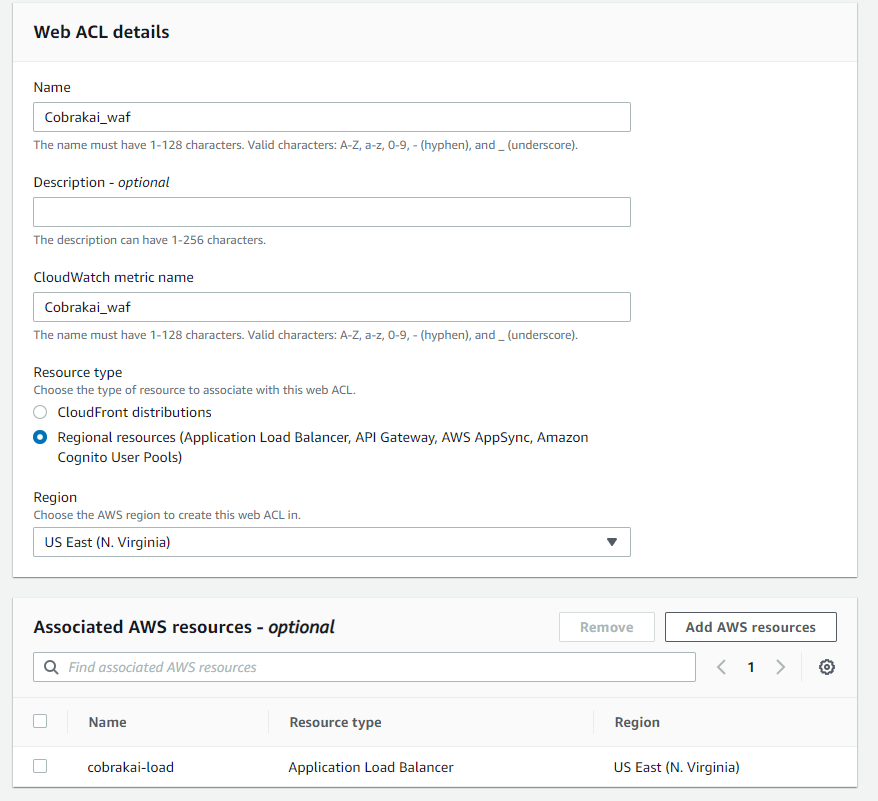 Web ACL details
Name
Cobrakai_waf
The name must have 1-128 characters. Valid characters: A-Z, a-z, 0-9, - (hyphen), and _ (underscore).
Description - optional
The description can have 1-256 characters.
CloudWatch metric name
Cobrakai_waf
The name must have 1-128 characters. Valid characters: A-Z, a-z, 0-9, - (hyphen), and _ (underscore).
Resource type
Choose the type of resource to associate with this web ACL.
CloudFront distributions
Regional resources (Application Load Balancer, API Gateway, AWS AppSync, Amazon
Cognito User Pools)
Region
Choose the AWS region to create this web ACL in.
US East (N. Virginia)
Associated AWS resources - optional Remove Add AWS resources
Find associated AWS resources 1
Name Resource type Region
cobrakai-load Application Load Balancer US East (N. Virginia)